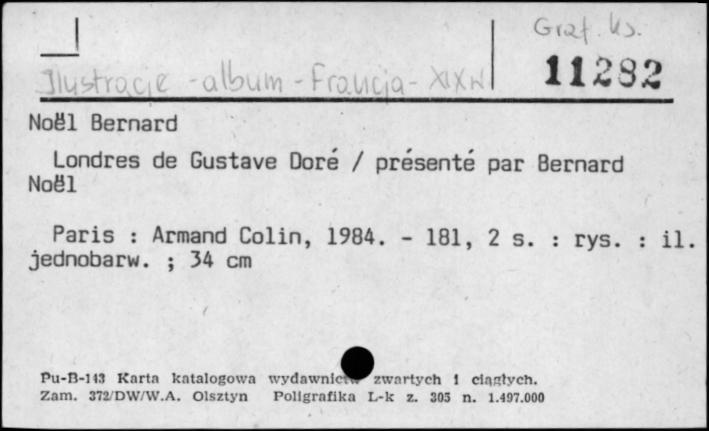 Graf. ks.
Ilustracje - album - Francja - XIX w
11282
Noël Bernard
Londres de Gustave Doré / présenté par Bernard
Noël
Paris : Armand Colin, 1984. - 181, 2 s. : rys. : il.
jednobarw. ; 34 cm
Pu-B-143 Karta katalogowa wydawnictw zwartych i ciągłych.
Zam. 372/DW/W.A. Olsztyn Poligrafika L-k z. 305 n. 1.497.000